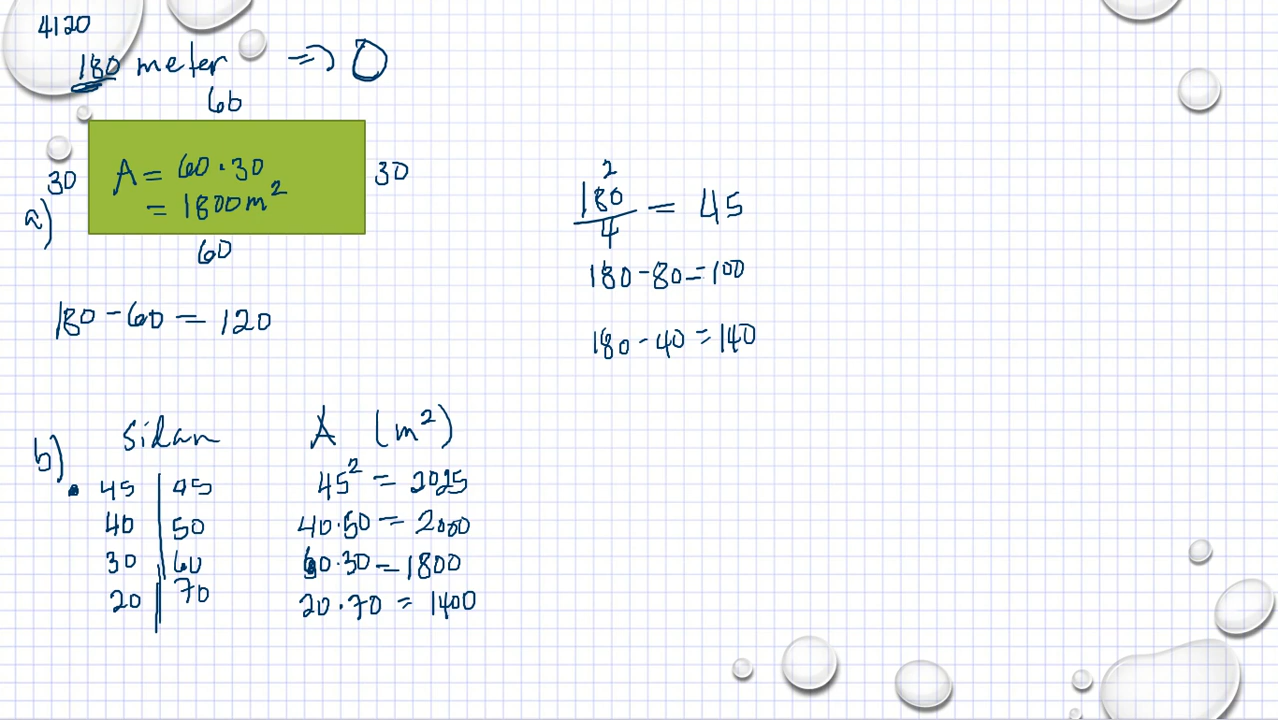 4120
180 meter ⇒ O
60
30
A = 60 · 30
= 1800 m²
30
a)
60
180 - 60 = 120
180² / 4 = 45
180 - 80 = 100
180 - 40 = 140
b) sidan A (m²)
45 | 45 45² = 2025
40 | 50 40 · 50 = 2000
30 | 60 60 · 30 = 1800
20 | 70 20 · 70 = 1400